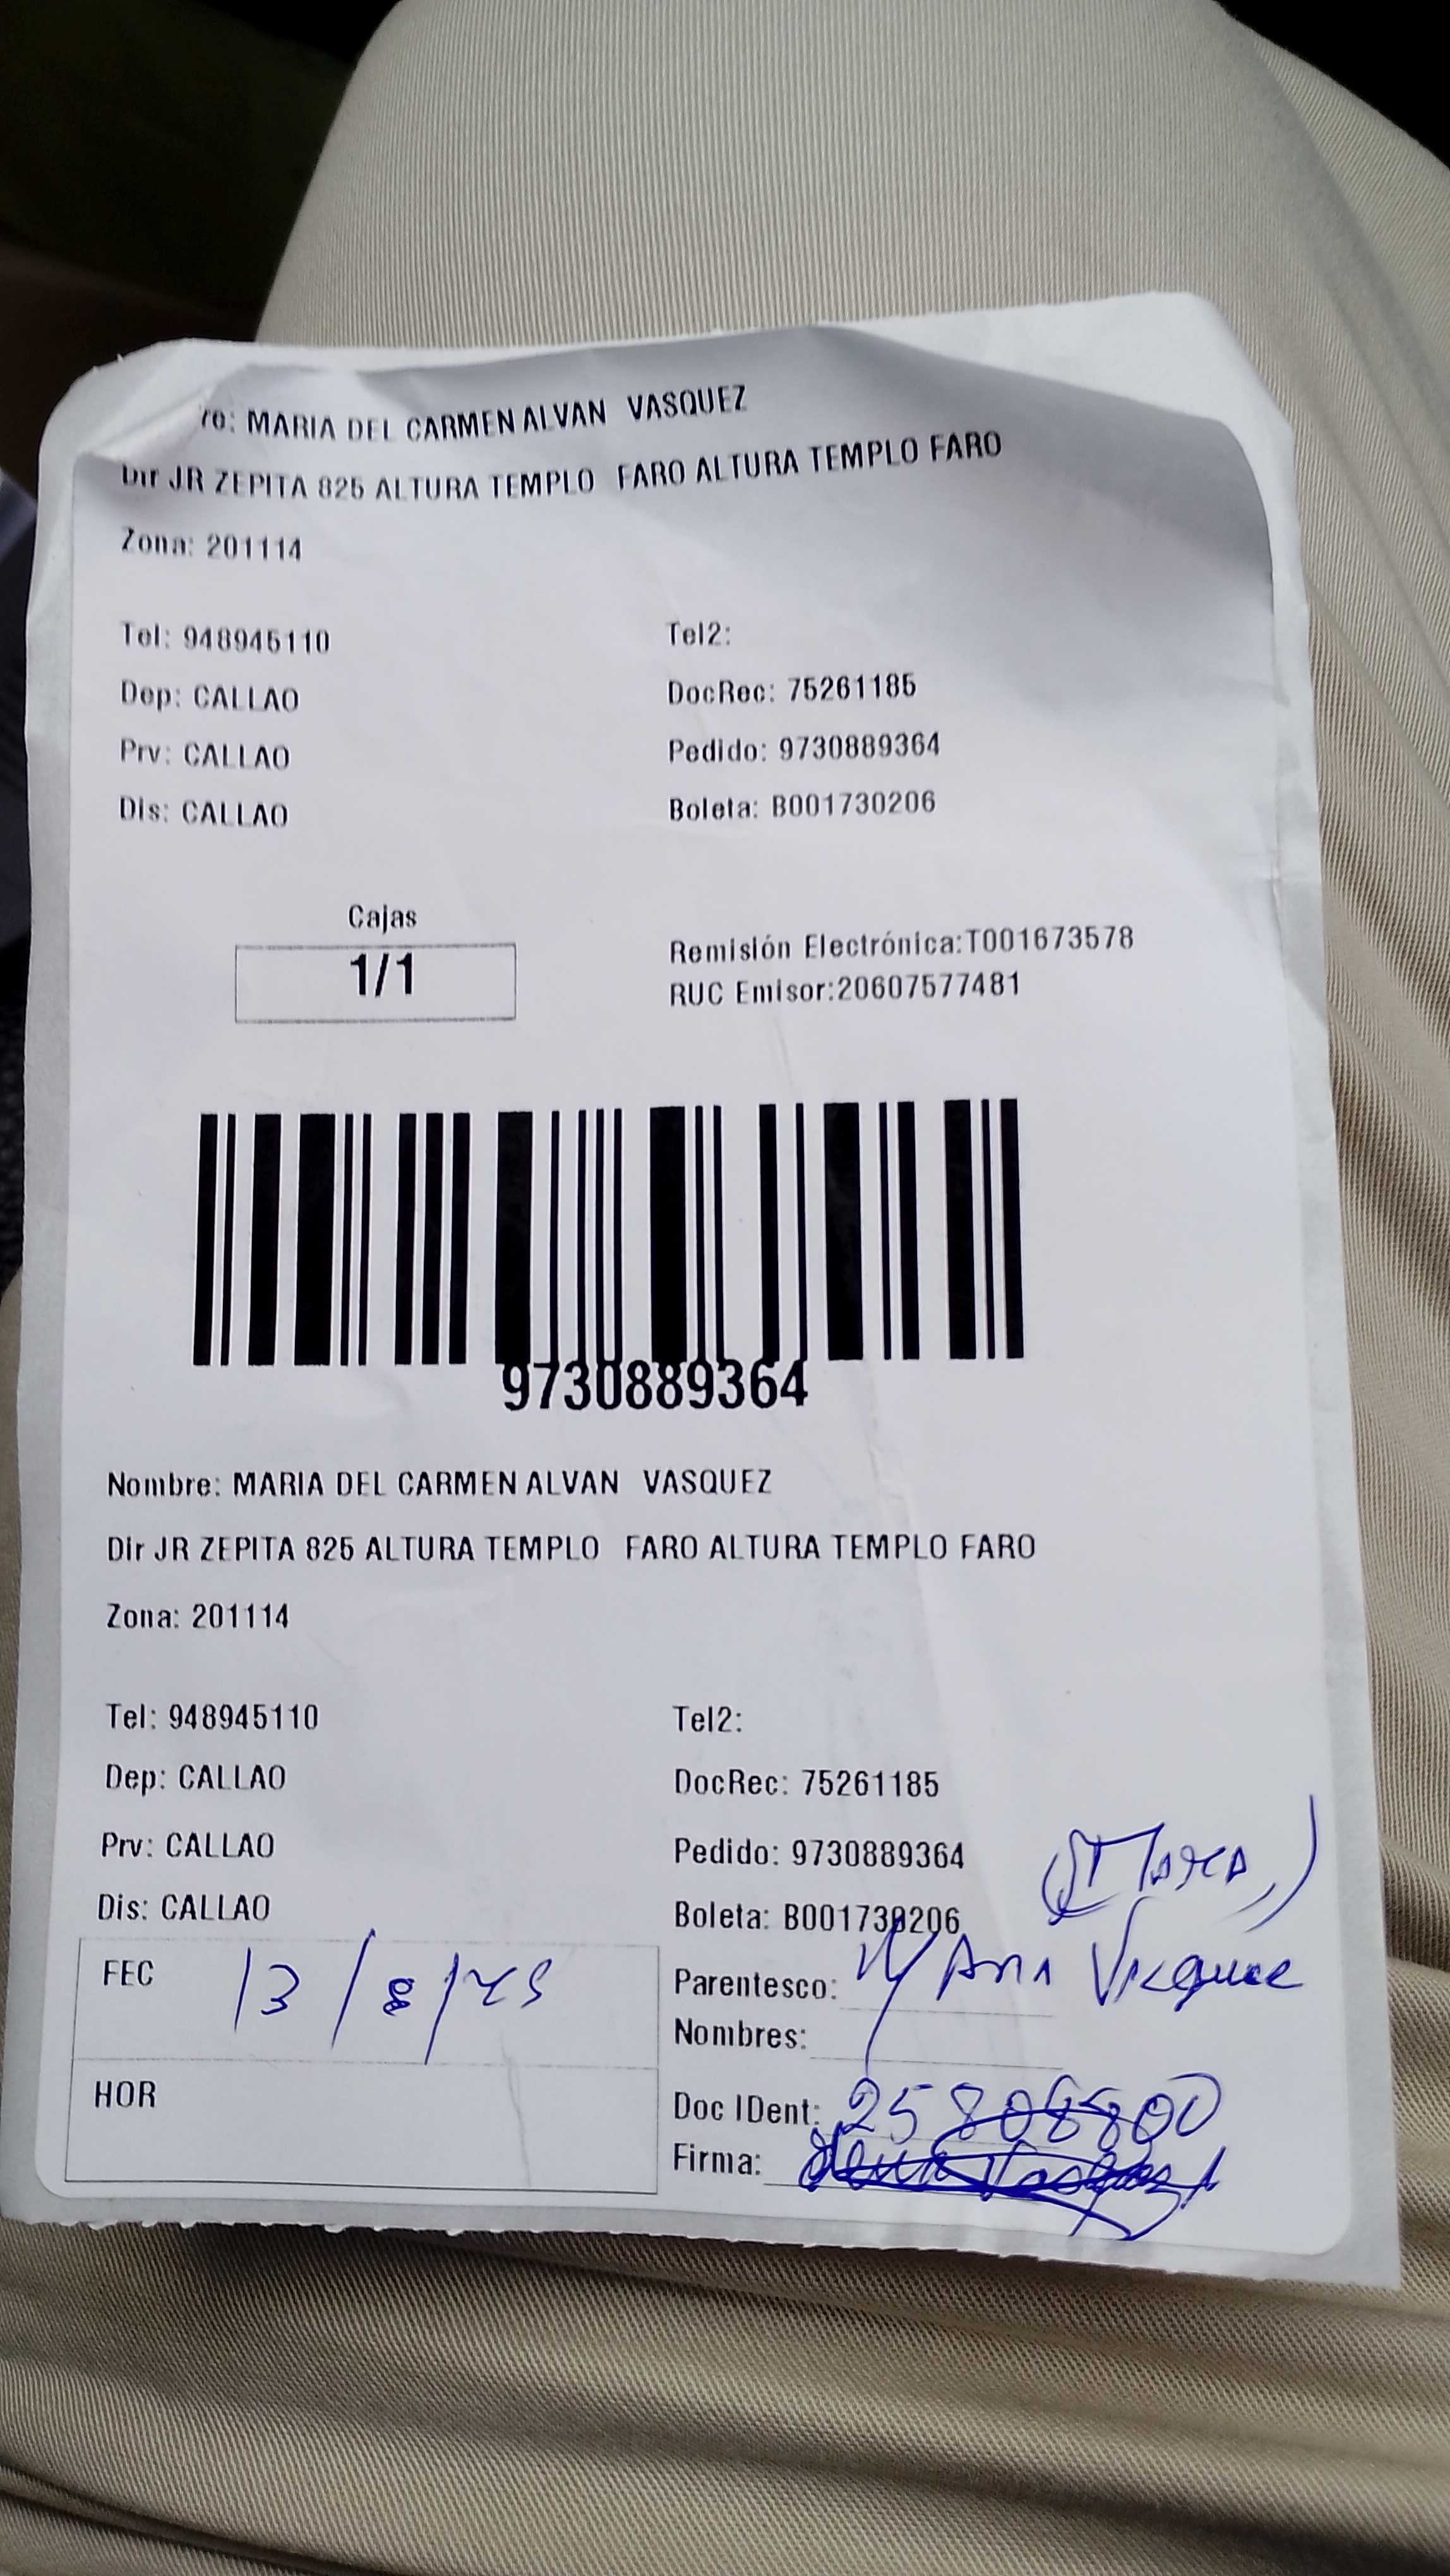 re: MARIA DEL CARMEN ALVAN VASQUEZ
Dir JR ZEPITA 825 ALTURA TEMPLO FARO ALTURA TEMPLO FARO
Zona: 201114
Tel: 948945110 Tel2:
Dep: CALLAO DocRec: 75261185
Prv: CALLAO Pedido: 9730889364
Dis: CALLAO Boleta: B001730206
Cajas
1/1
Remisión Electrónica:T001673578
RUC Emisor:20607577481
9730889364
Nombre: MARIA DEL CARMEN ALVAN VASQUEZ
Dir JR ZEPITA 825 ALTURA TEMPLO FARO ALTURA TEMPLO FARO
Zona: 201114
Tel: 948945110 Tel2:
Dep: CALLAO DocRec: 75261185
Prv: CALLAO Pedido: 9730889364
Dis: CALLAO Boleta: B001730206
FEC 13/8/25
Parentesco: Ana
Nombres:
HOR
Doc IDent:
Firma: